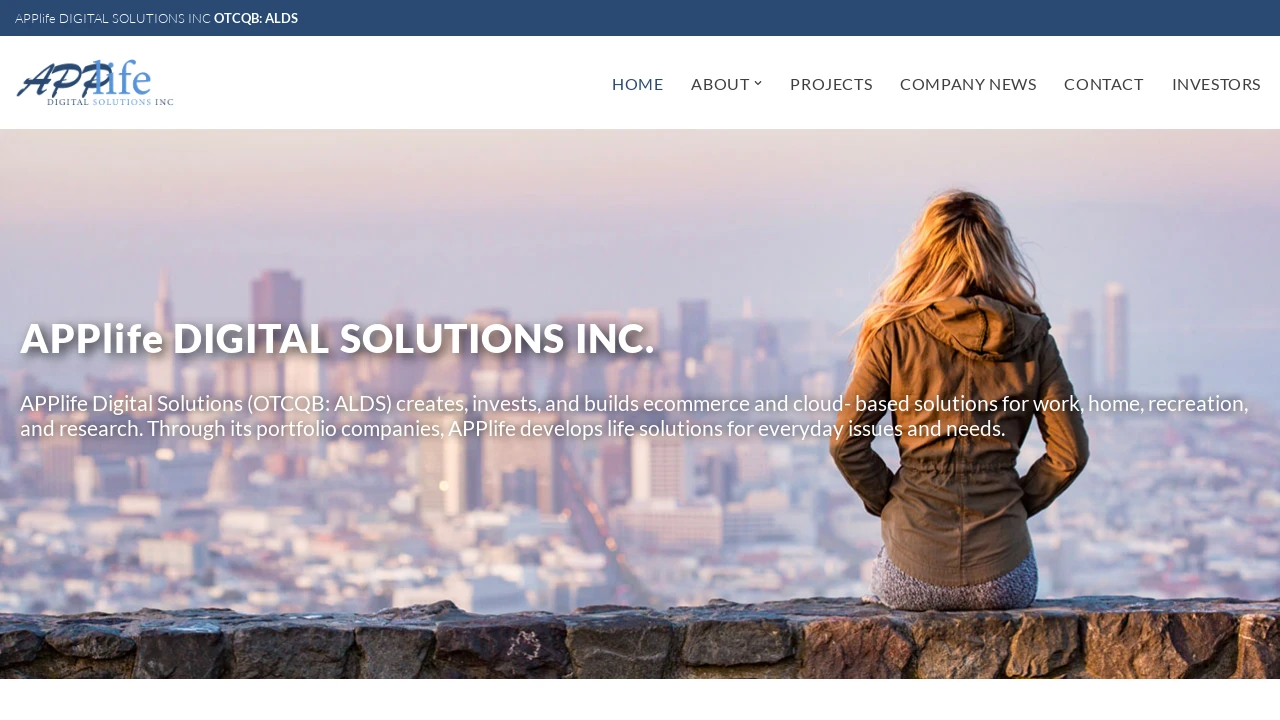 APPlife DIGITAL SOLUTIONS INC OTCQB: ALDS
APPlife
DIGITAL SOLUTIONS INC
HOME ABOUT PROJECTS COMPANY NEWS CONTACT INVESTORS
APPlife DIGITAL SOLUTIONS INC.
APPlife Digital Solutions (OTCQB: ALDS) creates, invests, and builds ecommerce and cloud- based solutions for work, home, recreation,
and research. Through its portfolio companies, APPlife develops life solutions for everyday issues and needs.